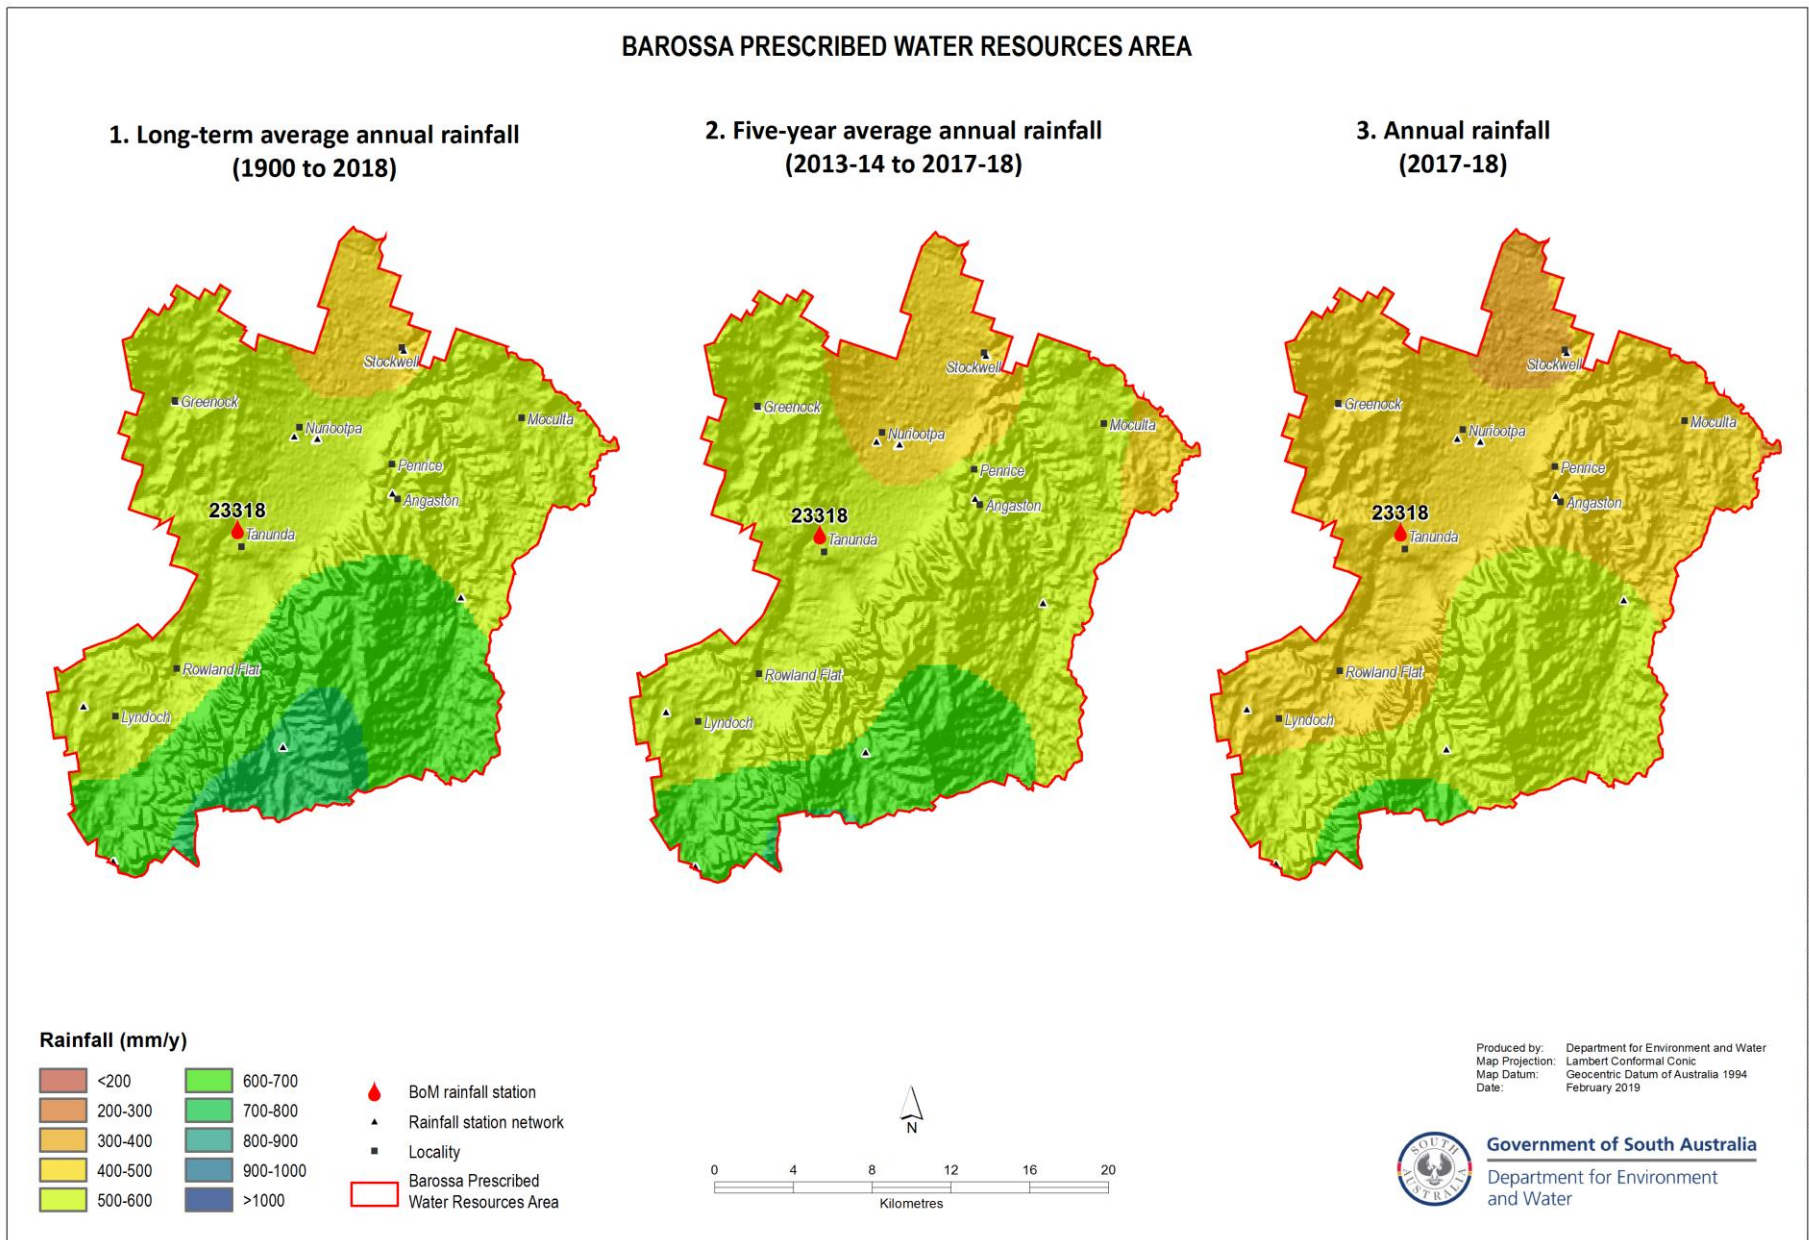 BAROSSA PRESCRIBED WATER RESOURCES AREA
1. Long-term average annual rainfall
(1900 to 2018)
2. Five-year average annual rainfall
(2013-14 to 2017-18)
3. Annual rainfall
(2017-18)
Stockwell
Greenock
Nuriootpa
Moculta
Penrice
Angaston
23318
Tanunda
Rowland Flat
Lyndoch
Stockwell
Greenock
Nuriootpa
Moculta
Penrice
Angaston
23318
Tanunda
Rowland Flat
Lyndoch
Stockwell
Greenock
Nuriootpa
Moculta
Penrice
Angaston
23318
Tanunda
Rowland Flat
Lyndoch
Rainfall (mm/y)
<200
200-300
300-400
400-500
500-600
600-700
700-800
800-900
900-1000
>1000
BoM rainfall station
Rainfall station network
Locality
Barossa Prescribed
Water Resources Area
N
0 4 8 12 16 20
Kilometres
Produced by: Department for Environment and Water
Map Projection: Lambert Conformal Conic
Map Datum: Geocentric Datum of Australia 1994
Date: February 2019
SOUTH
AUSTRALIA
Government of South Australia
Department for Environment
and Water